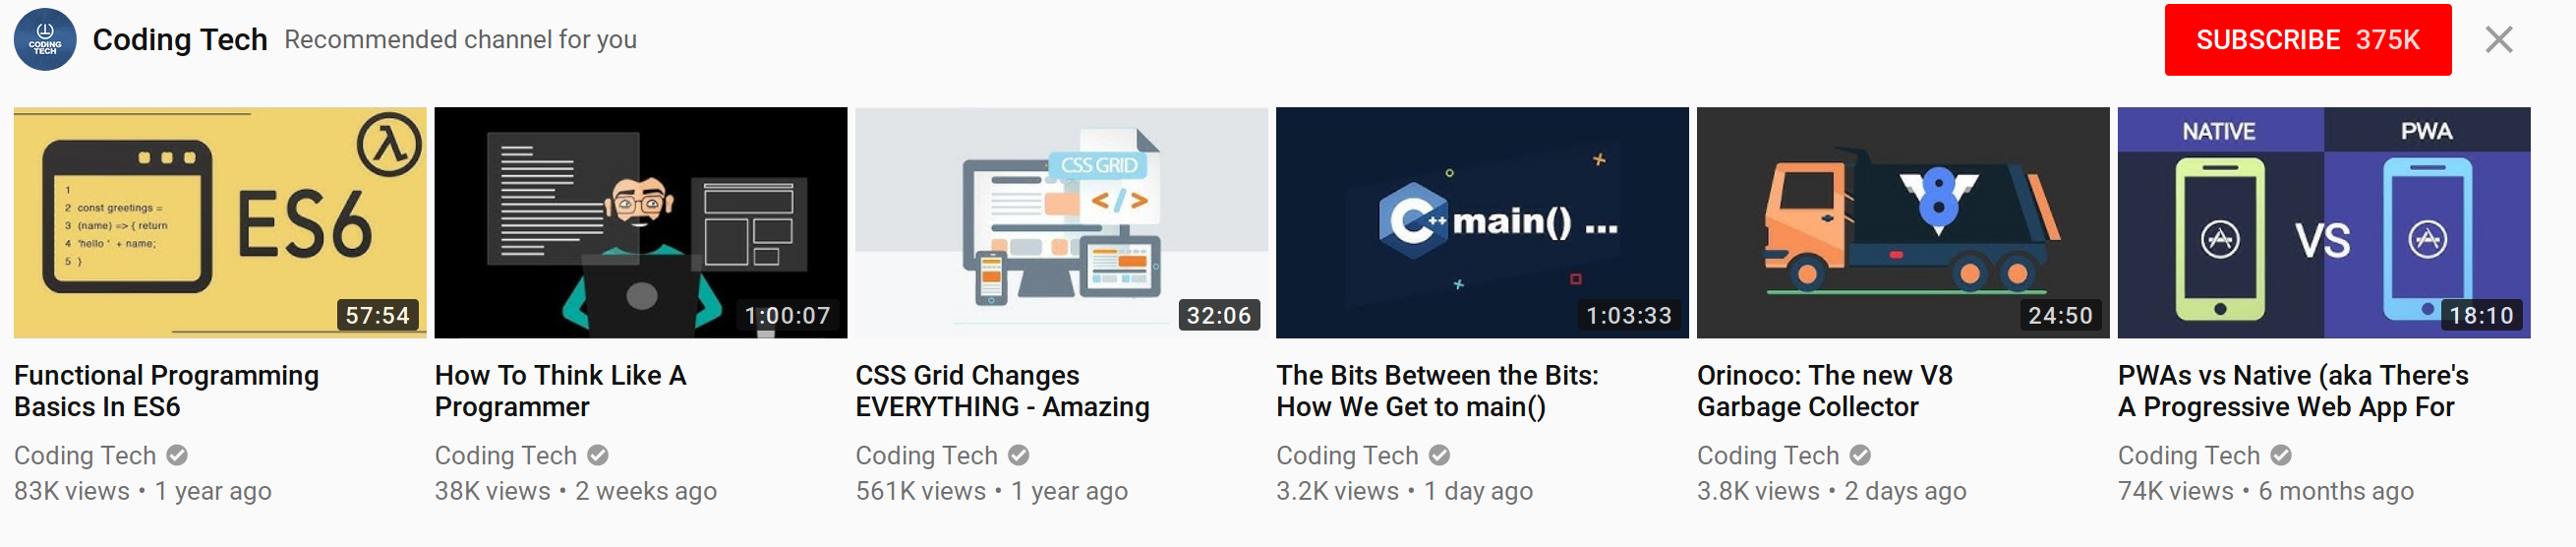 CODING
TECH
Coding Tech Recommended channel for you
SUBSCRIBE 375K
1
2 const greetings =
3 (name) => { return
4 'hello ' + name;
5 }
ES6
λ
57:54
1:00:07
CSS GRID
</>
32:06
C++ main() ...
1:03:33
V8
24:50
NATIVE
PWA
VS
18:10
Functional Programming
Basics In ES6
Coding Tech
83K views • 1 year ago
How To Think Like A
Programmer
Coding Tech
38K views • 2 weeks ago
CSS Grid Changes
EVERYTHING - Amazing
Coding Tech
561K views • 1 year ago
The Bits Between the Bits:
How We Get to main()
Coding Tech
3.2K views • 1 day ago
Orinoco: The new V8
Garbage Collector
Coding Tech
3.8K views • 2 days ago
PWAs vs Native (aka There's
A Progressive Web App For
Coding Tech
74K views • 6 months ago